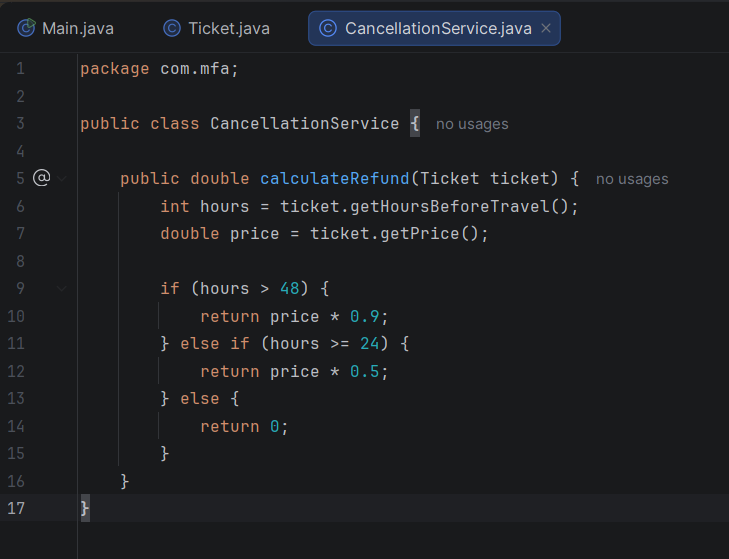 Main.java Ticket.java CancellationService.java
1 package com.mfa;
2
3 public class CancellationService { no usages
4
5 @ public double calculateRefund(Ticket ticket) { no usages
6 int hours = ticket.getHoursBeforeTravel();
7 double price = ticket.getPrice();
8
9 if (hours > 48) {
10 return price * 0.9;
11 } else if (hours >= 24) {
12 return price * 0.5;
13 } else {
14 return 0;
15 }
16 }
17 }